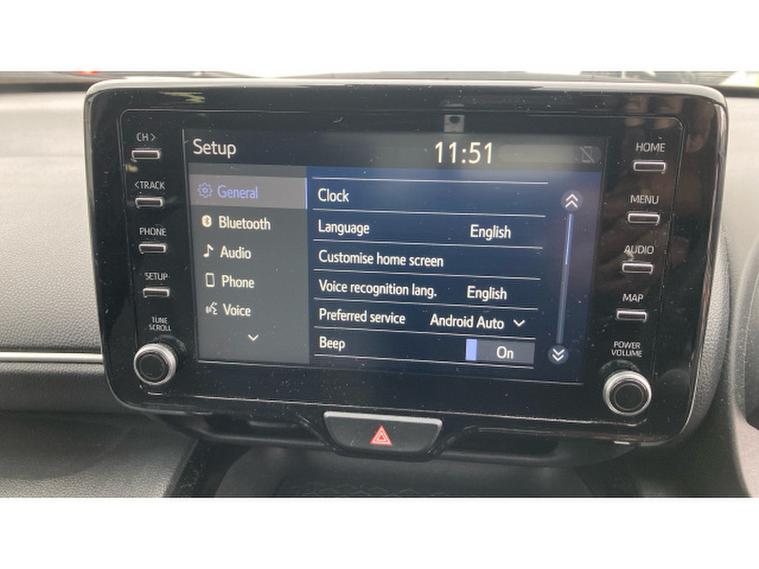 CH >
< TRACK
PHONE
SETUP
TUNE
SCROLL
Setup 11:51
General
Bluetooth
Audio
Phone
Voice
Clock
Language English
Customise home screen
Voice recognition lang. English
Preferred service Android Auto
Beep On
HOME
MENU
AUDIO
MAP
POWER
VOLUME